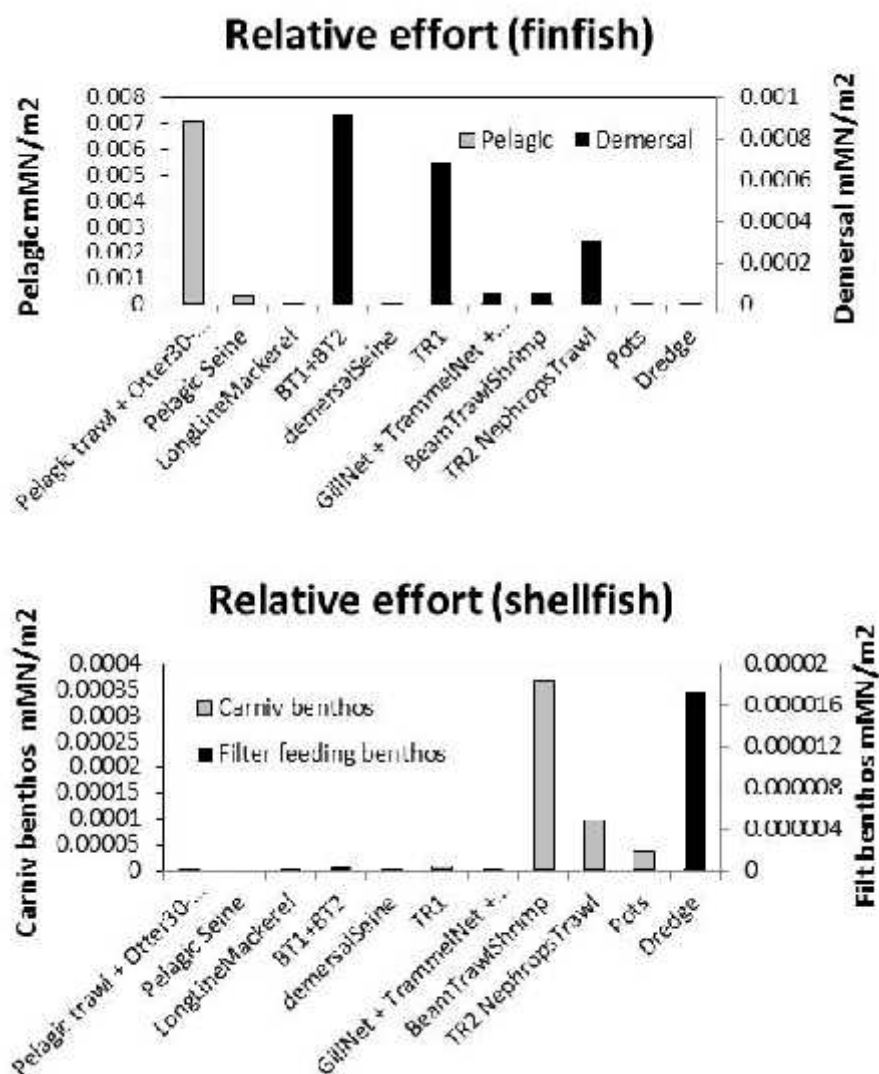 Relative effort (finfish)
Pelagic mMN/m2
0.008
0.007
0.006
0.005
0.004
0.003
0.002
0.001
0
Pelagic Demersal
0.001
0.0008
0.0006
0.0004
0.0002
0
Demersal mMN/m2
Pelagic trawl + Otter30-...
Pelagic Seine
LongLineMackerel
BT1+BT2
demersalSeine
TR1
GillNet + TrammelNet +...
BeamTrawlShrimp
TR2 NephropsTrawl
Pots
Dredge
Relative effort (shellfish)
Carniv benthos mMN/m2
0.0004
0.00035
0.0003
0.00025
0.0002
0.00015
0.0001
0.00005
0
Carniv benthos
Filter feeding benthos
0.00002
0.000016
0.000012
0.000008
0.000004
0
Filt benthos mMN/m2
Pelagic trawl + Otter30-...
Pelagic Seine
LongLineMackerel
BT1+BT2
demersalSeine
TR1
GillNet + TrammelNet +...
BeamTrawlShrimp
TR2 NephropsTrawl
Pots
Dredge